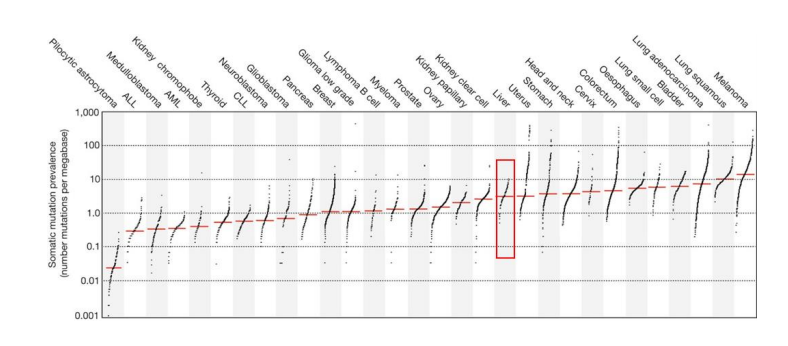 Pilocytic astrocytoma
ALL
Medulloblastoma
AML
Kidney chromophobe
Thyroid
CLL
Neuroblastoma
Glioblastoma
Pancreas
Breast
Glioma low grade
Lymphoma B cell
Myeloma
Prostate
Ovary
Kidney papillary
Kidney clear cell
Liver
Uterus
Stomach
Head and neck
Cervix
Colorectum
Oesophagus
Lung small cell
Bladder
Lung adenocarcinoma
Lung squamous
Melanoma
Somatic mutation prevalence
(number mutations per megabase)
1,000
100
10
1.0
0.1
0.01
0.001